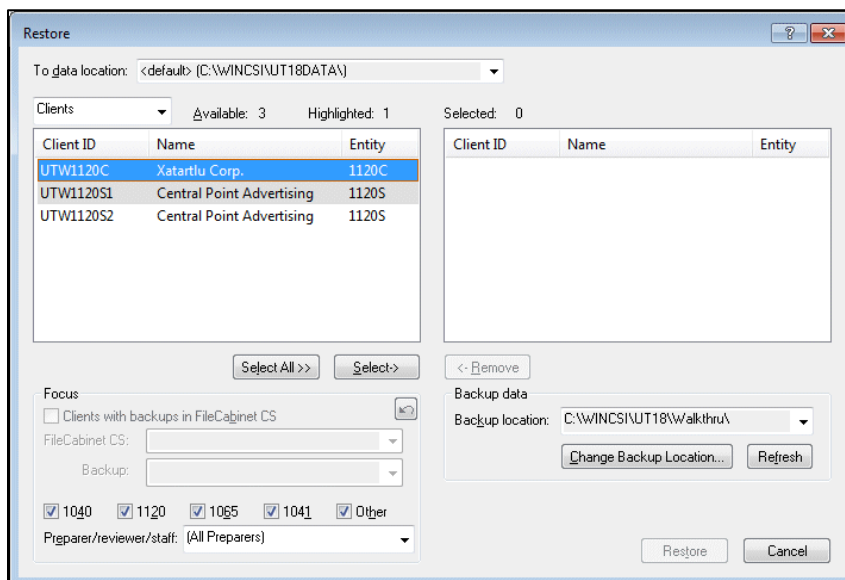 Restore
To data location: <default> (C:\WINCSI\UT18DATA\)
Clients Available: 3 Highlighted: 1 Selected: 0
Client ID Name Entity Client ID Name Entity
UTW1120C Xatartlu Corp. 1120C
UTW1120S1 Central Point Advertising 1120S
UTW1120S2 Central Point Advertising 1120S
Select All >> Select-> <- Remove
Focus Backup data
Clients with backups in FileCabinet CS
Backup location: C:\WINCSI\UT18\Walkthru\
FileCabinet CS:
Change Backup Location... Refresh
Backup:
1040 1120 1065 1041 Other
Preparer/reviewer/staff: (All Preparers)
Restore Cancel